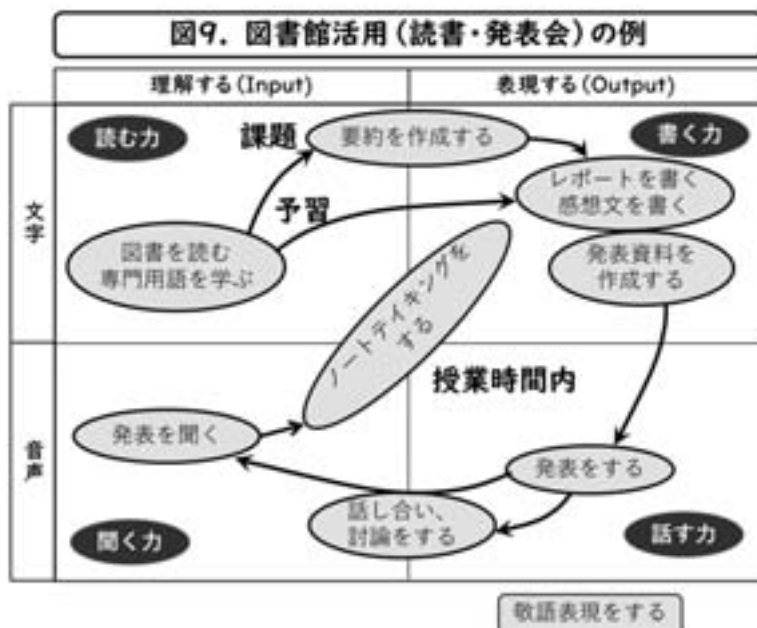 図9. 図書館活用（読書・発表会）の例
理解する(Input)
表現する(Output)
文字
読む力
課題
要約を作成する
書く力
レポートを書く
感想文を書く
予習
図書を読む
専門用語を学ぶ
発表資料を
作成する
ノートテイキングを
する
音声
授業時間内
発表を聞く
発表をする
話し合い、
討論をする
聞く力
話す力
敬語表現をする